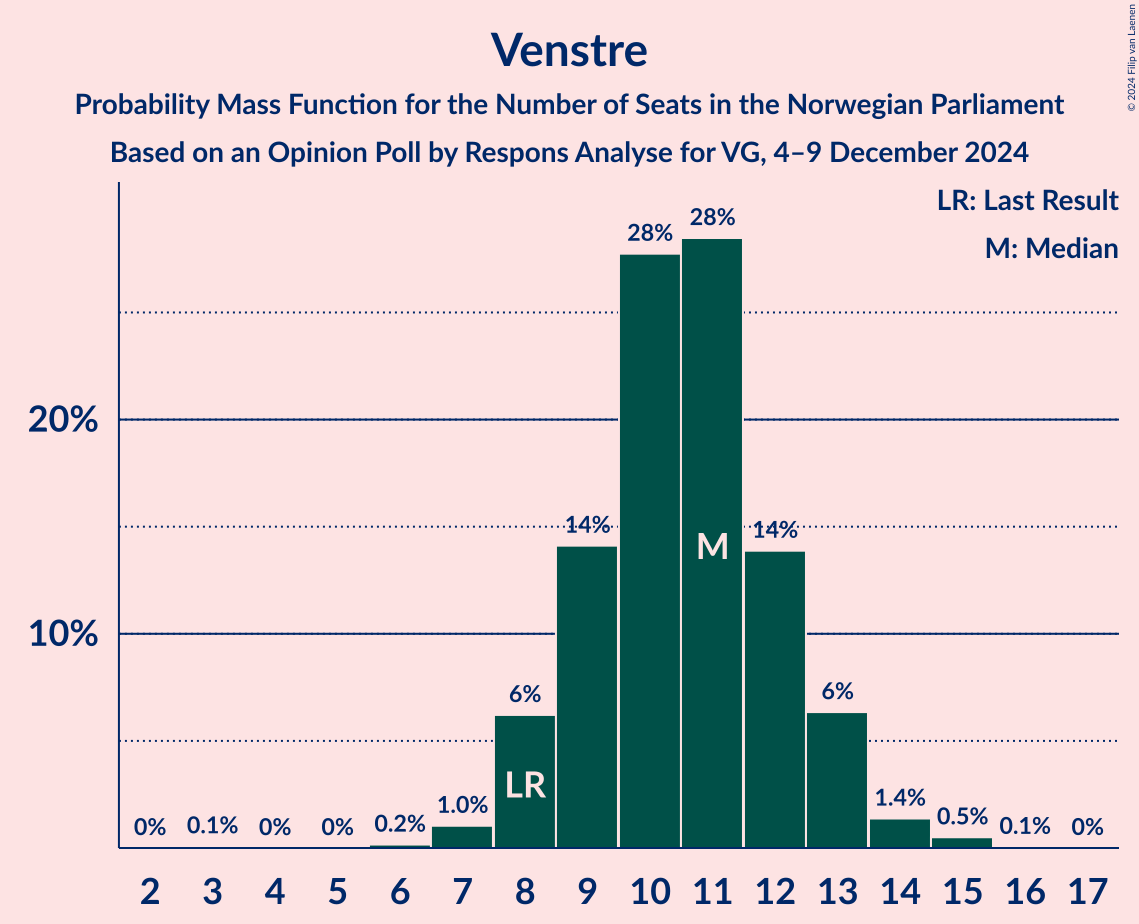 Venstre
Probability Mass Function for the Number of Seats in the Norwegian Parliament
Based on an Opinion Poll by Respons Analyse for VG, 4–9 December 2024
© 2024 Filip van Laenen
LR: Last Result
M: Median
20%
10%
0%
0.1%
0%
0%
0.2%
1.0%
6%
14%
28%
28%
14%
6%
1.4%
0.5%
0.1%
0%
LR
M
2 3 4 5 6 7 8 9 10 11 12 13 14 15 16 17